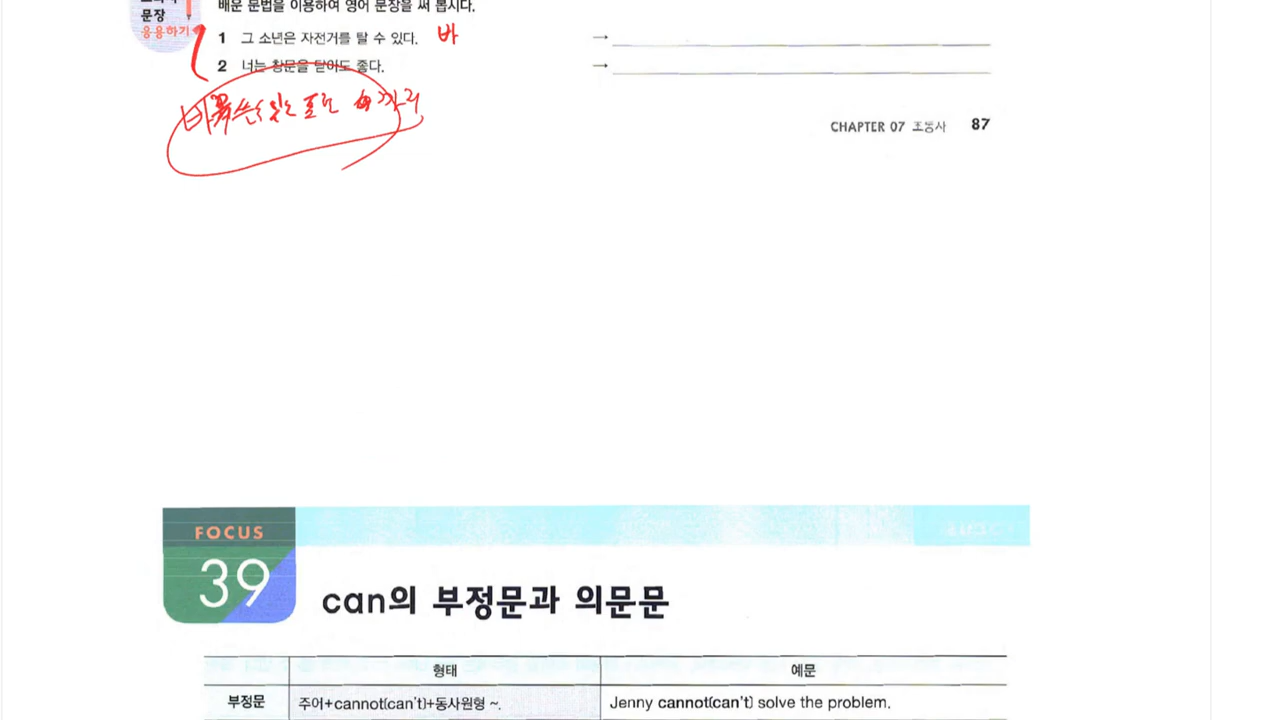 문장
배운 문법을 이용하여 영어 문장을 써 봅시다.
응용하기
1 그 소년은 자전거를 탈 수 있다. 바 →
2 너는 창문을 닫아도 좋다. →
CHAPTER 07 조동사 87
FOCUS
39
can의 부정문과 의문문
형태 예문
부정문 주어+cannot(can't)+동사원형 ~. Jenny cannot(can't) solve the problem.